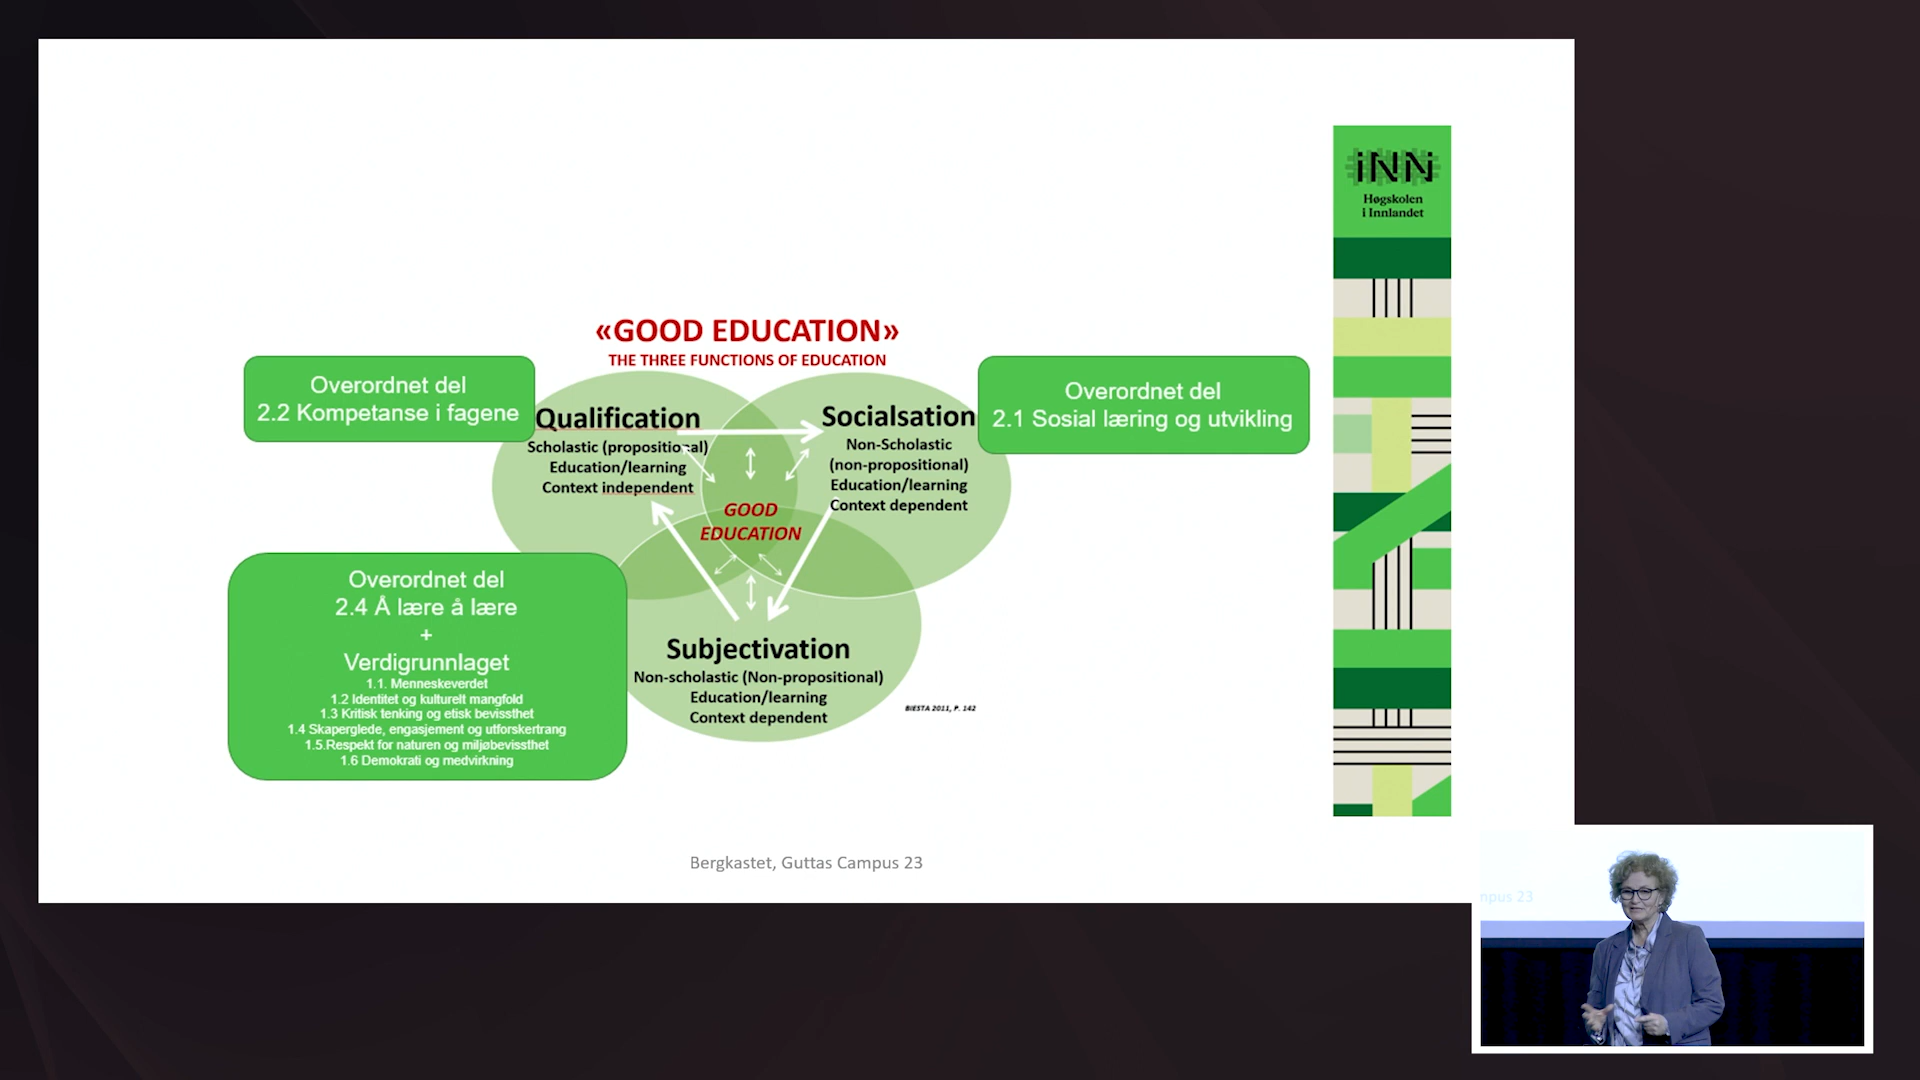 iNN
Høgskolen
i Innlandet
«GOOD EDUCATION»
THE THREE FUNCTIONS OF EDUCATION
Overordnet del
2.2 Kompetanse i fagene
Qualification
Scholastic (propositional)
Education/learning
Context independent
Socialsation
Non-Scholastic
(non-propositional)
Education/learning
Context dependent
Overordnet del
2.1 Sosial læring og utvikling
GOOD
EDUCATION
Overordnet del
2.4 Å lære å lære
+
Verdigrunnlaget
1.1. Menneskeverdet
1.2 Identitet og kulturelt mangfold
1.3 Kritisk tenking og etisk bevissthet
1.4 Skaperglede, engasjement og utforskertrang
1.5.Respekt for naturen og miljøbevissthet
1.6 Demokrati og medvirkning
Subjectivation
Non-scholastic (Non-propositional)
Education/learning
Context dependent
BIESTA 2011, P. 142
Bergkastet, Guttas Campus 23
npus 23